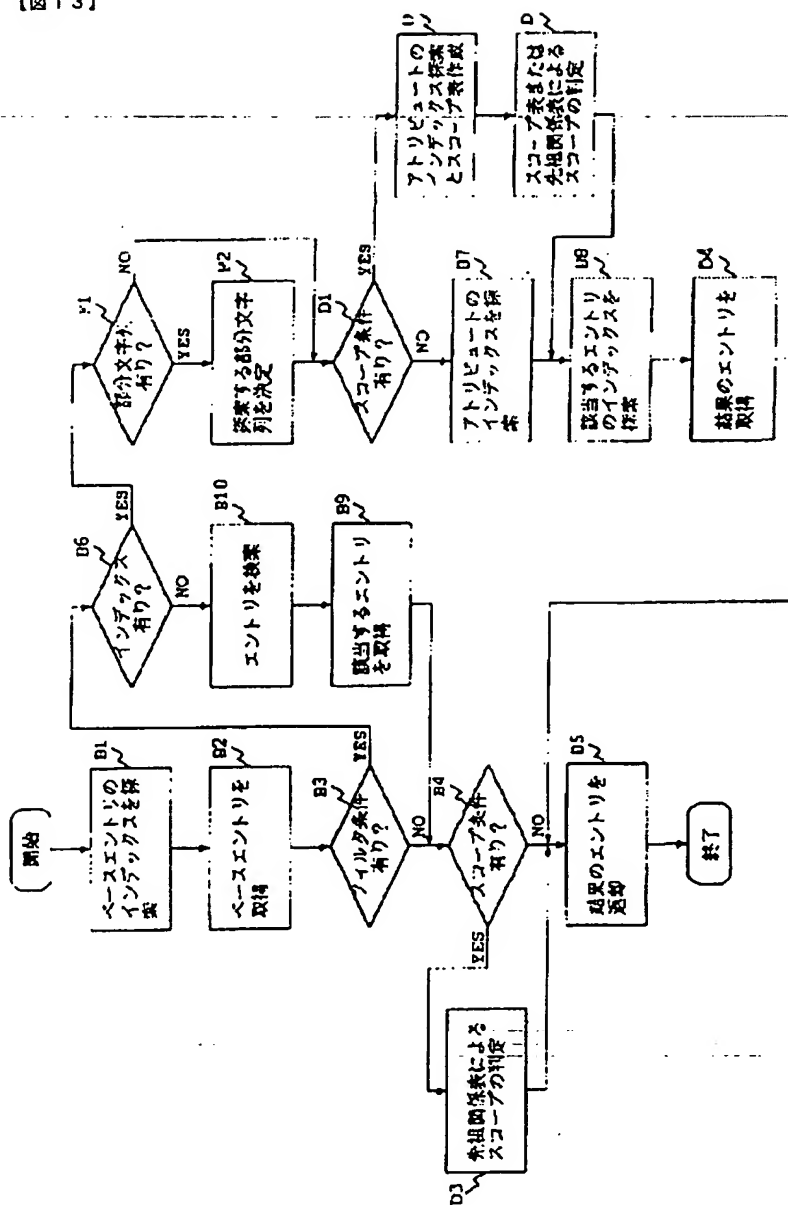 【図13】
開始
B1
ベースエントリの
インデックスを探
索
B2
ベースエントリを
取得
B3
フィルタ条件
有り？
YES
NO
B4
スコープ条件
有り？
YES
NO
D3
先祖関係表による
スコープの判定
D5
結果のエントリを
返却
終了
インデックス
有り？
YES
NO
B10
エントリを検索
B9
該当するエントリ
を取得
F1
部分文字列
有り？
NO
YES
F2
探索する部分文字
列を決定
D1
スコープ条件
有り？
YES
NO
D7
アトリビュートの
インデックスを探
索
D8
該当するエントリ
のインデックスを
探索
D4
結果のエントリを
取得
アトリビュートの
インデックス探索
とスコープ表作成
スコープ表または
先祖関係表による
スコープの判定